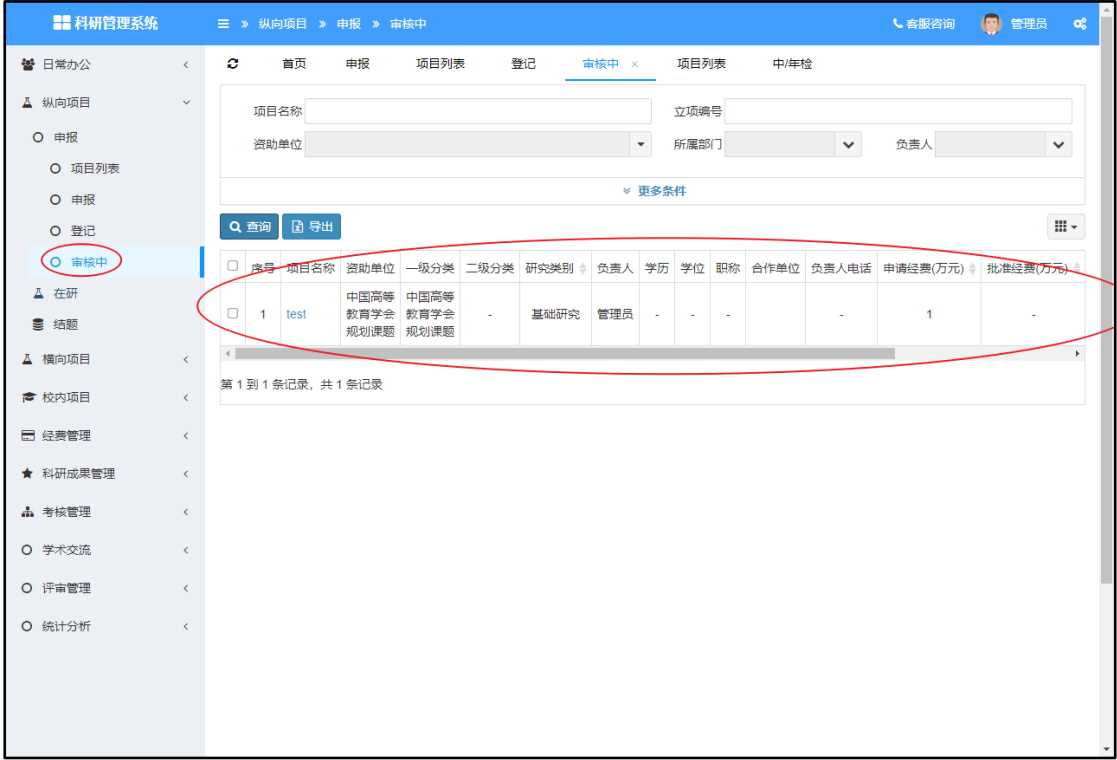 科研管理系统
纵向项目 » 申报 » 审核中
客服咨询 管理员
日常办公
纵向项目
申报
项目列表
申报
登记
审核中
在研
结题
横向项目
校内项目
经费管理
科研成果管理
考核管理
学术交流
评审管理
统计分析
首页 申报 项目列表 登记 审核中 × 项目列表 中/年检
项目名称 立项编号
资助单位 所属部门 负责人
更多条件
查询 导出
序号 项目名称 资助单位 一级分类 二级分类 研究类别 负责人 学历 学位 职称 合作单位 负责人电话 申请经费(万元) 批准经费(万元)
1 test 中国高等教育学会规划课题 中国高等教育学会规划课题 - 基础研究 管理员 - - - - 1 -
第 1 到 1 条记录，共 1 条记录